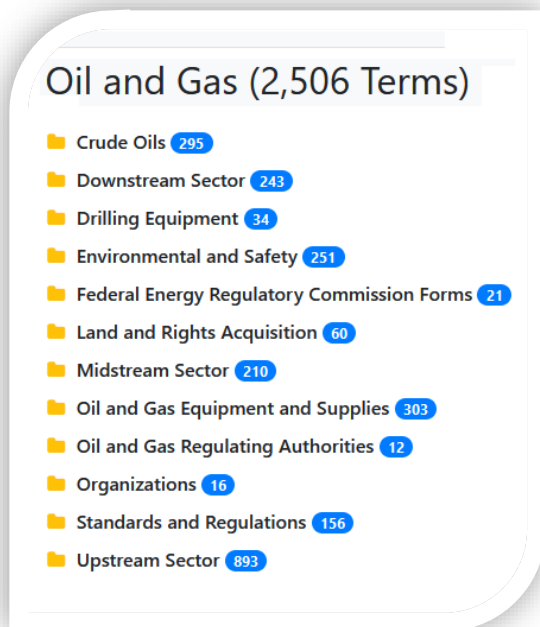 Oil and Gas (2,506 Terms)
Crude Oils 295
Downstream Sector 243
Drilling Equipment 34
Environmental and Safety 251
Federal Energy Regulatory Commission Forms 21
Land and Rights Acquisition 60
Midstream Sector 210
Oil and Gas Equipment and Supplies 303
Oil and Gas Regulating Authorities 12
Organizations 16
Standards and Regulations 156
Upstream Sector 893